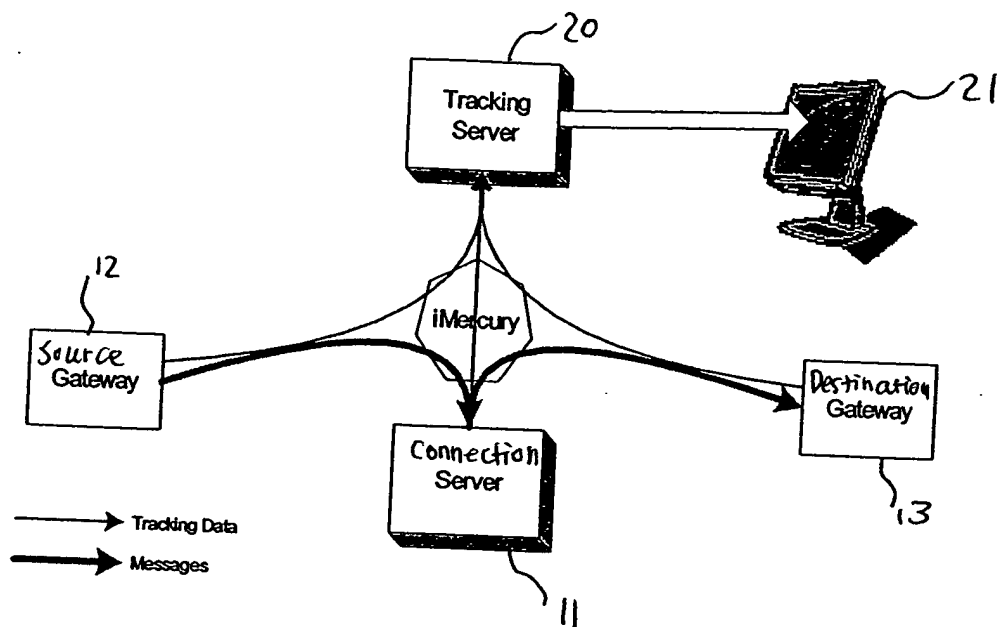 20
Tracking
Server
21
12
iMercury
Source
Gateway
Destination
Gateway
Connection
Server
13
Tracking Data
Messages
11